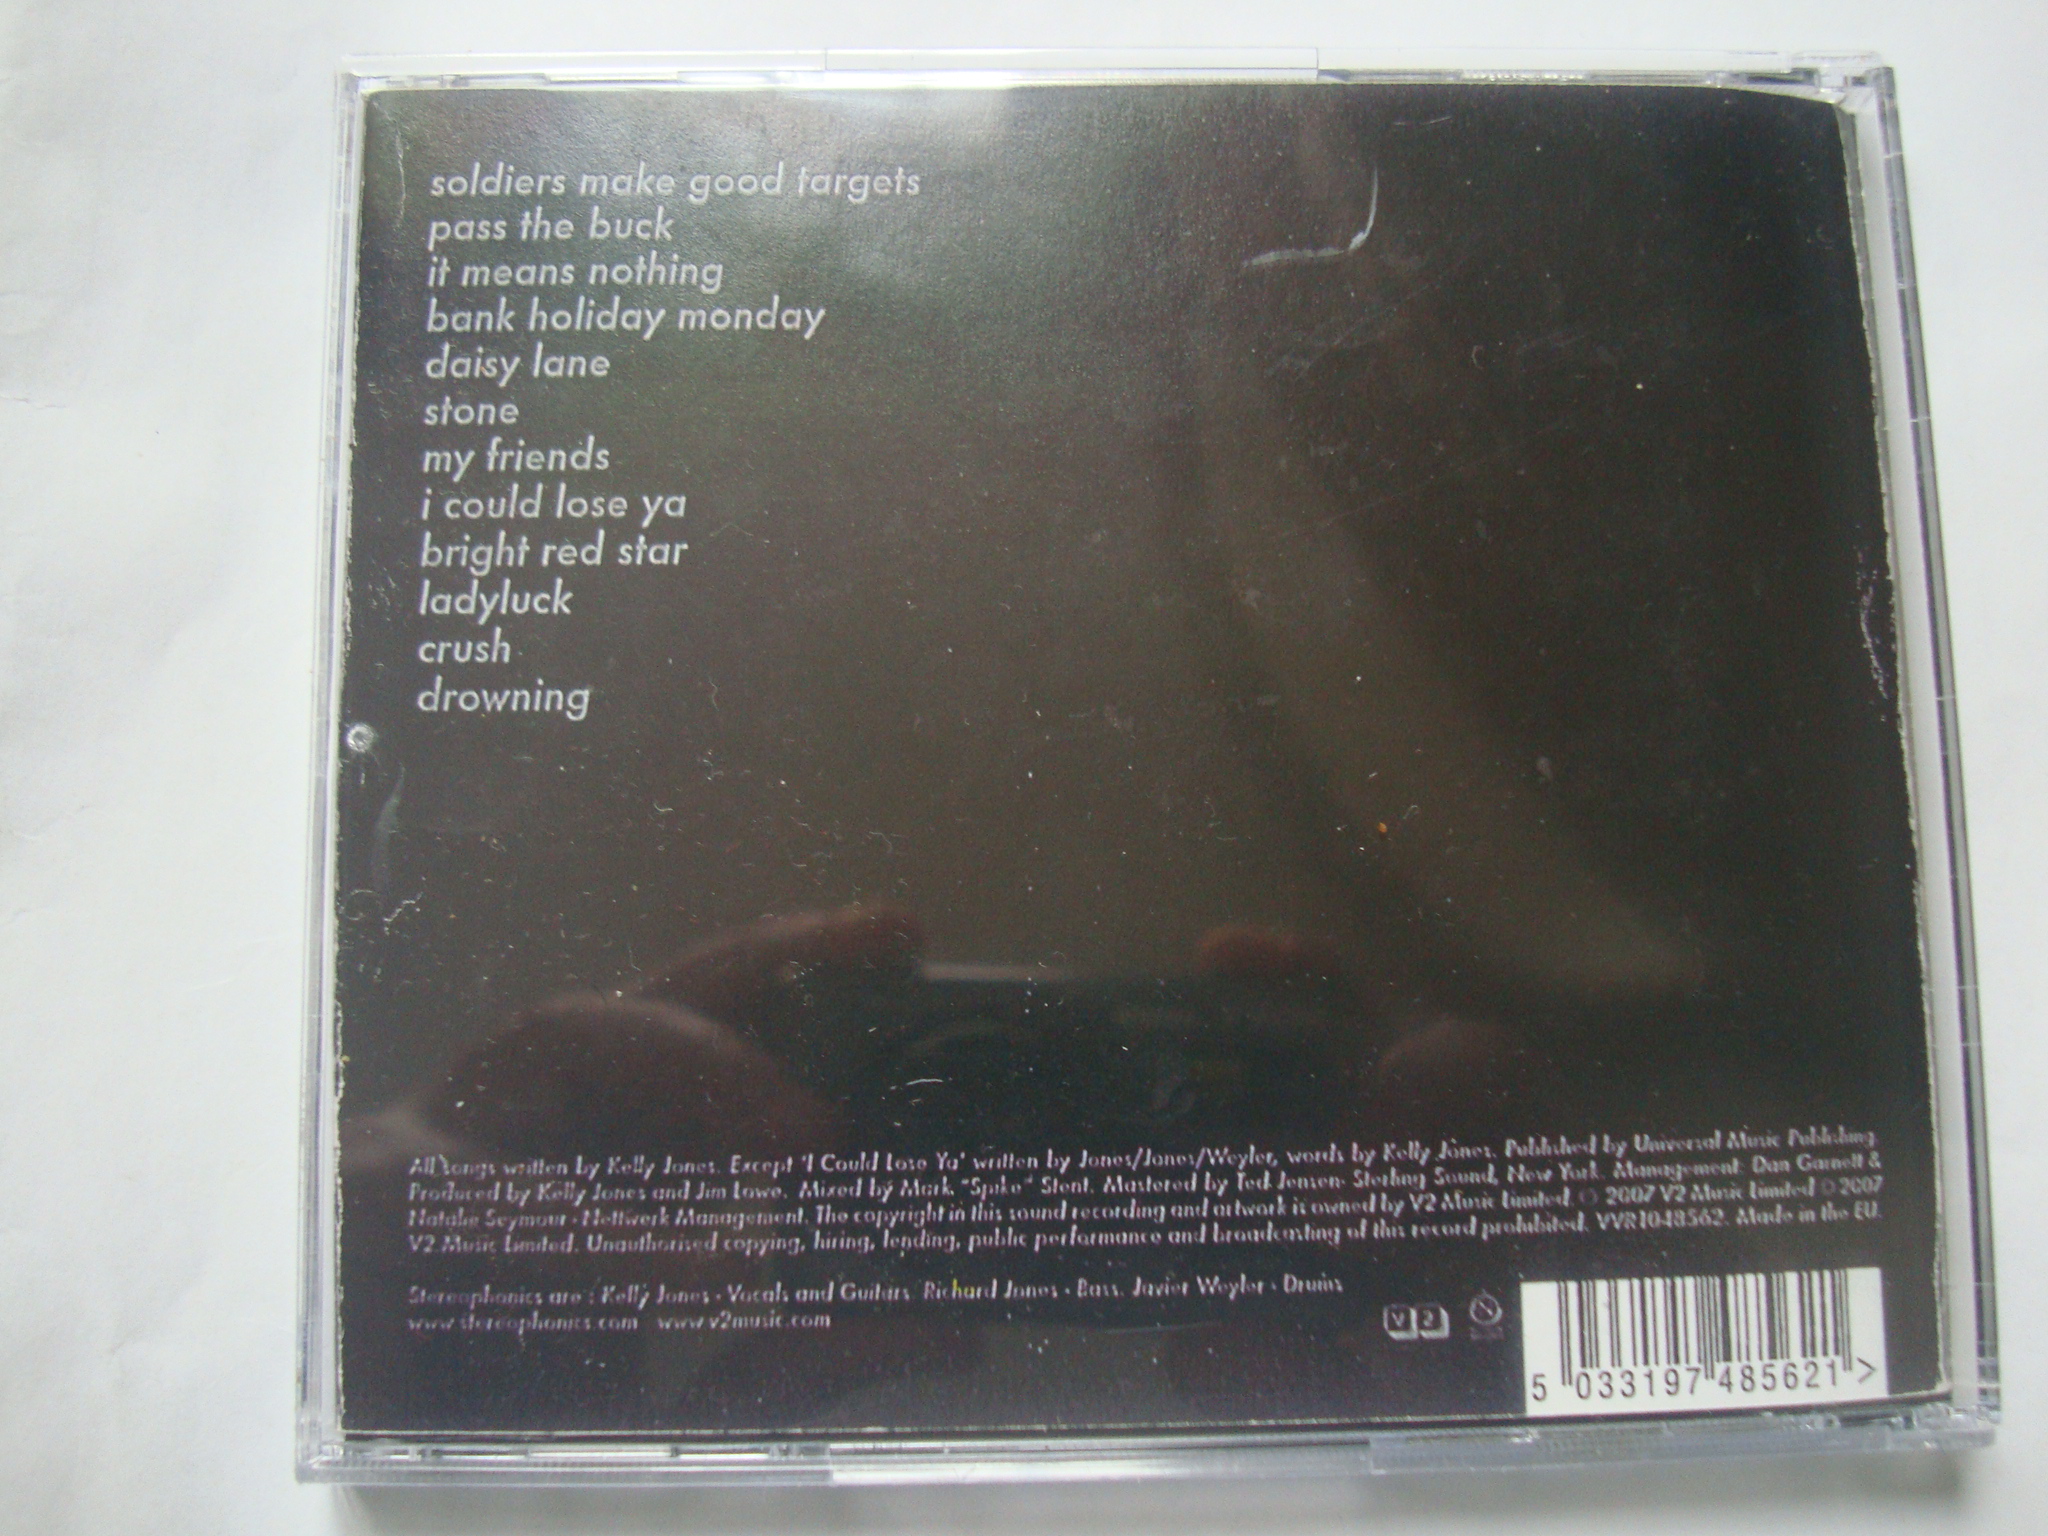 soldiers make good targets
pass the buck
it means nothing
bank holiday monday
daisy lane
stone
my friends
i could lose ya
bright red star
ladyluck
crush
drowning
All songs written by Kelly Jones. Except 'I Could Lose Ya' written by Jones/Jones/Weyler, words by Kelly Jones. Published by Universal Music Publishing.
Produced by Kelly Jones and Jim Lowe. Mixed by Mark "Spike" Stent. Mastered by Ted Jensen- Sterling Sound, New York. Management: Dan Garnett &
Natalie Seymour - Nettwerk Management. The copyright in this sound recording and artwork is owned by V2 Music Limited. ℗ 2007 V2 Music Limited © 2007
V2 Music Limited. Unauthorised copying, hiring, lending, public performance and broadcasting of this record prohibited. VVR1048562. Made in the EU.
Stereophonics are : Kelly Jones - Vocals and Guitars. Richard Jones - Bass. Javier Weyler - Drums
www.stereophonics.com www.v2music.com
V2
5 033197 485621 >